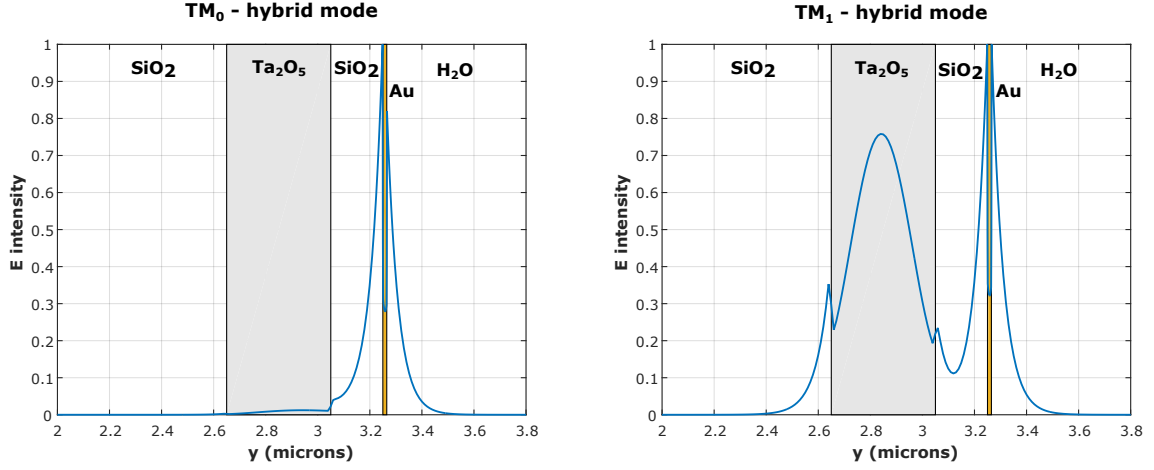 TM₀ - hybrid mode
E intensity
1
0.9
0.8
0.7
0.6
0.5
0.4
0.3
0.2
0.1
0
SiO₂ Ta₂O₅ SiO₂ H₂O
Au
2 2.2 2.4 2.6 2.8 3 3.2 3.4 3.6 3.8
y (microns)
TM₁ - hybrid mode
E intensity
1
0.9
0.8
0.7
0.6
0.5
0.4
0.3
0.2
0.1
0
SiO₂ Ta₂O₅ SiO₂ H₂O
Au
2 2.2 2.4 2.6 2.8 3 3.2 3.4 3.6 3.8
y (microns)